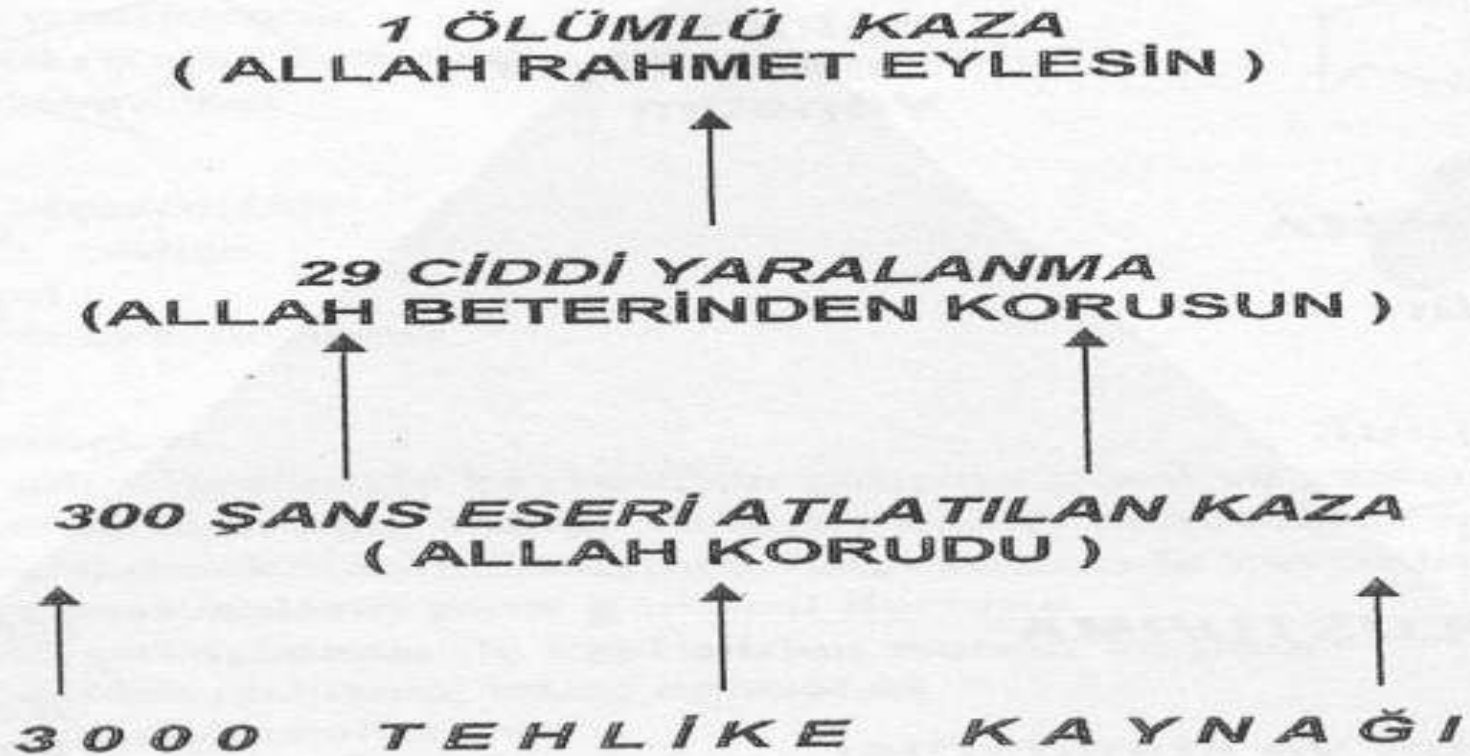 1 ÖLÜMLÜ KAZA
( ALLAH RAHMET EYLESİN )
29 CİDDİ YARALANMA
(ALLAH BETERİNDEN KORUSUN )
300 ŞANS ESERİ ATLATILAN KAZA
( ALLAH KORUDU )
3000 TEHLİKE KAYNAĞI